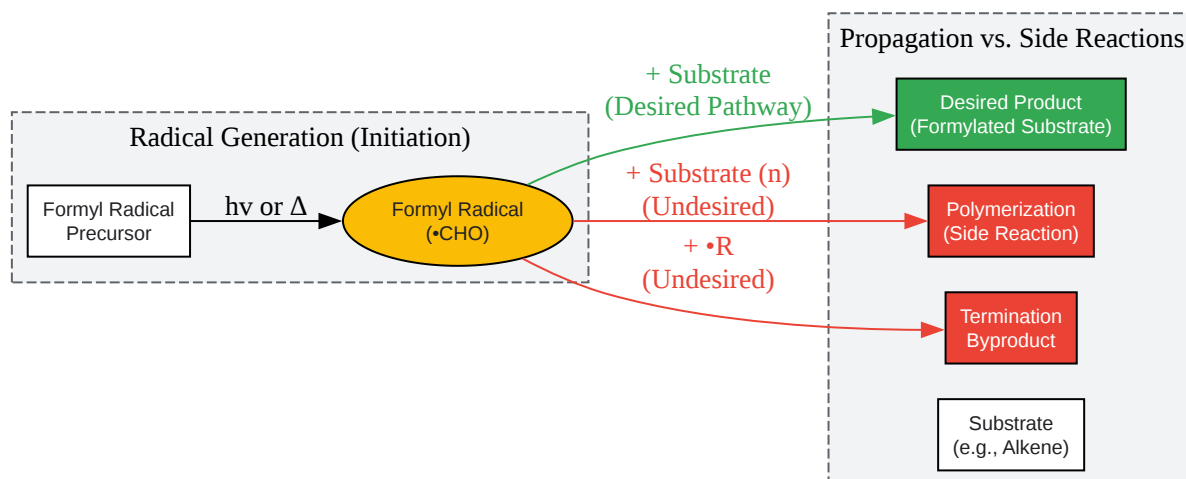 Propagation vs. Side Reactions
+ Substrate
(Desired Pathway)
Desired Product
(Formylated Substrate)
Radical Generation (Initiation)
Formyl Radical
Precursor
hv or Δ
Formyl Radical
(•CHO)
+ Substrate (n)
(Undesired)
Polymerization
(Side Reaction)
+ •R
(Undesired)
Termination
Byproduct
Substrate
(e.g., Alkene)